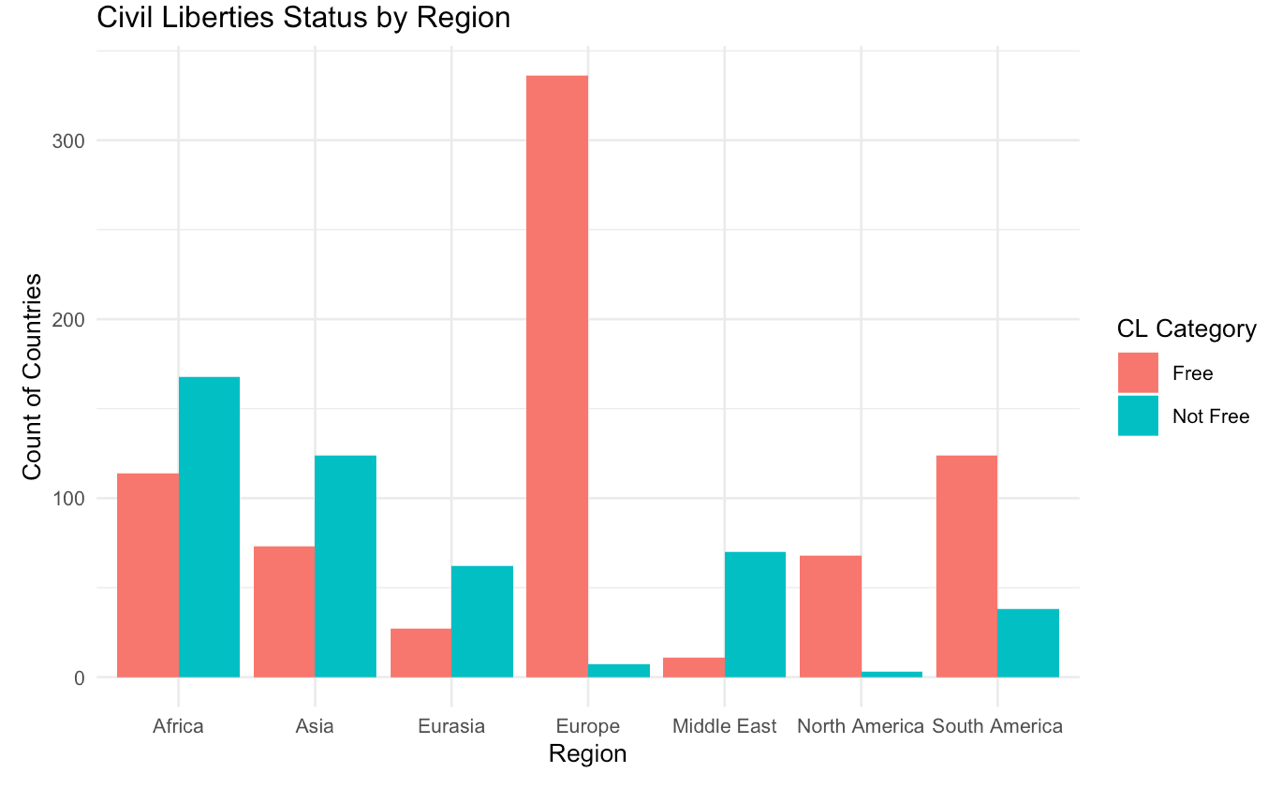 Civil Liberties Status by Region
Count of Countries
300
200
100
0
Africa
Asia
Eurasia
Europe
Middle East
North America
South America
Region
CL Category
Free
Not Free